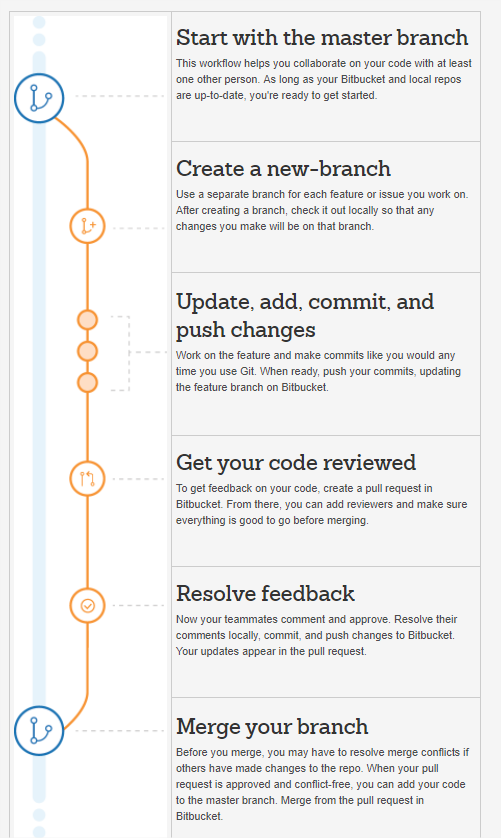 Start with the master branch
This workflow helps you collaborate on your code with at least
one other person. As long as your Bitbucket and local repos
are up-to-date, you're ready to get started.
Create a new-branch
Use a separate branch for each feature or issue you work on.
After creating a branch, check it out locally so that any
changes you make will be on that branch.
Update, add, commit, and
push changes
Work on the feature and make commits like you would any
time you use Git. When ready, push your commits, updating
the feature branch on Bitbucket.
Get your code reviewed
To get feedback on your code, create a pull request in
Bitbucket. From there, you can add reviewers and make sure
everything is good to go before merging.
Resolve feedback
Now your teammates comment and approve. Resolve their
comments locally, commit, and push changes to Bitbucket.
Your updates appear in the pull request.
Merge your branch
Before you merge, you may have to resolve merge conflicts if
others have made changes to the repo. When your pull
request is approved and conflict-free, you can add your code
to the master branch. Merge from the pull request in
Bitbucket.